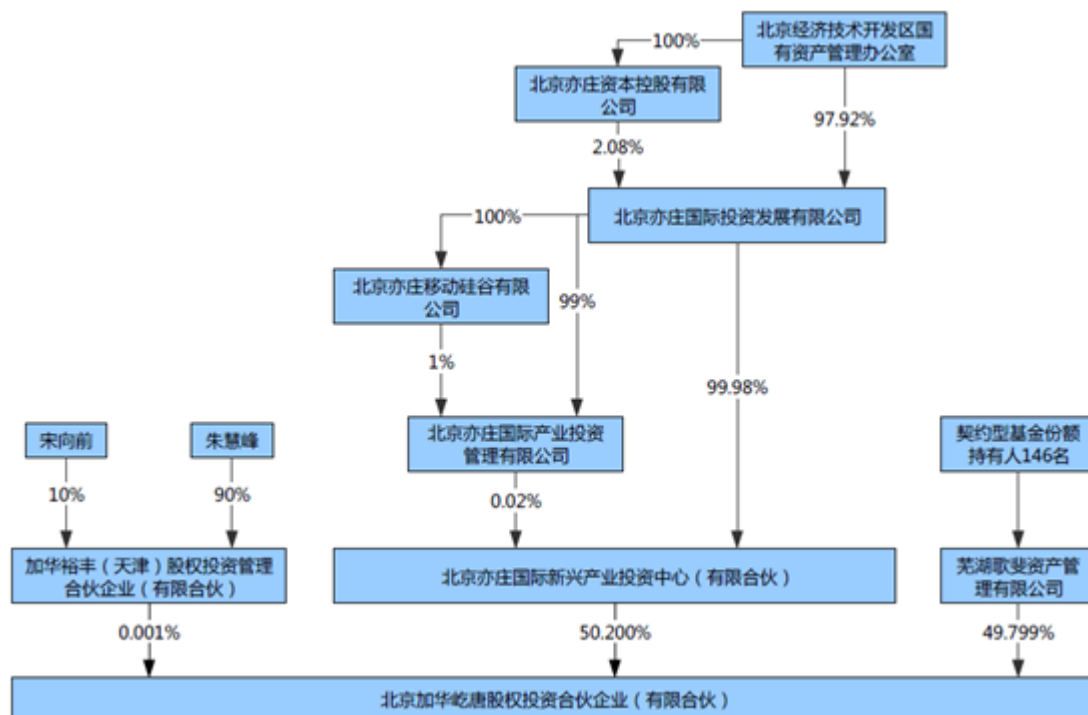 北京经济技术开发区国
有资产管理办公室
100%
北京亦庄资本控股有限
公司
97.92%
2.08%
北京亦庄国际投资发展有限公司
100%
北京亦庄移动硅谷有限
公司
99%
1%
99.98%
宋向前
朱慧峰
北京亦庄国际产业投资
管理有限公司
契约型基金份额
持有人146名
10%
90%
0.02%
加华裕丰（天津）股权投资管理
合伙企业（有限合伙）
北京亦庄国际新兴产业投资中心（有限合伙）
芜湖歌斐资产管
理有限公司
0.001%
50.200%
49.799%
北京加华屹唐股权投资合伙企业（有限合伙）